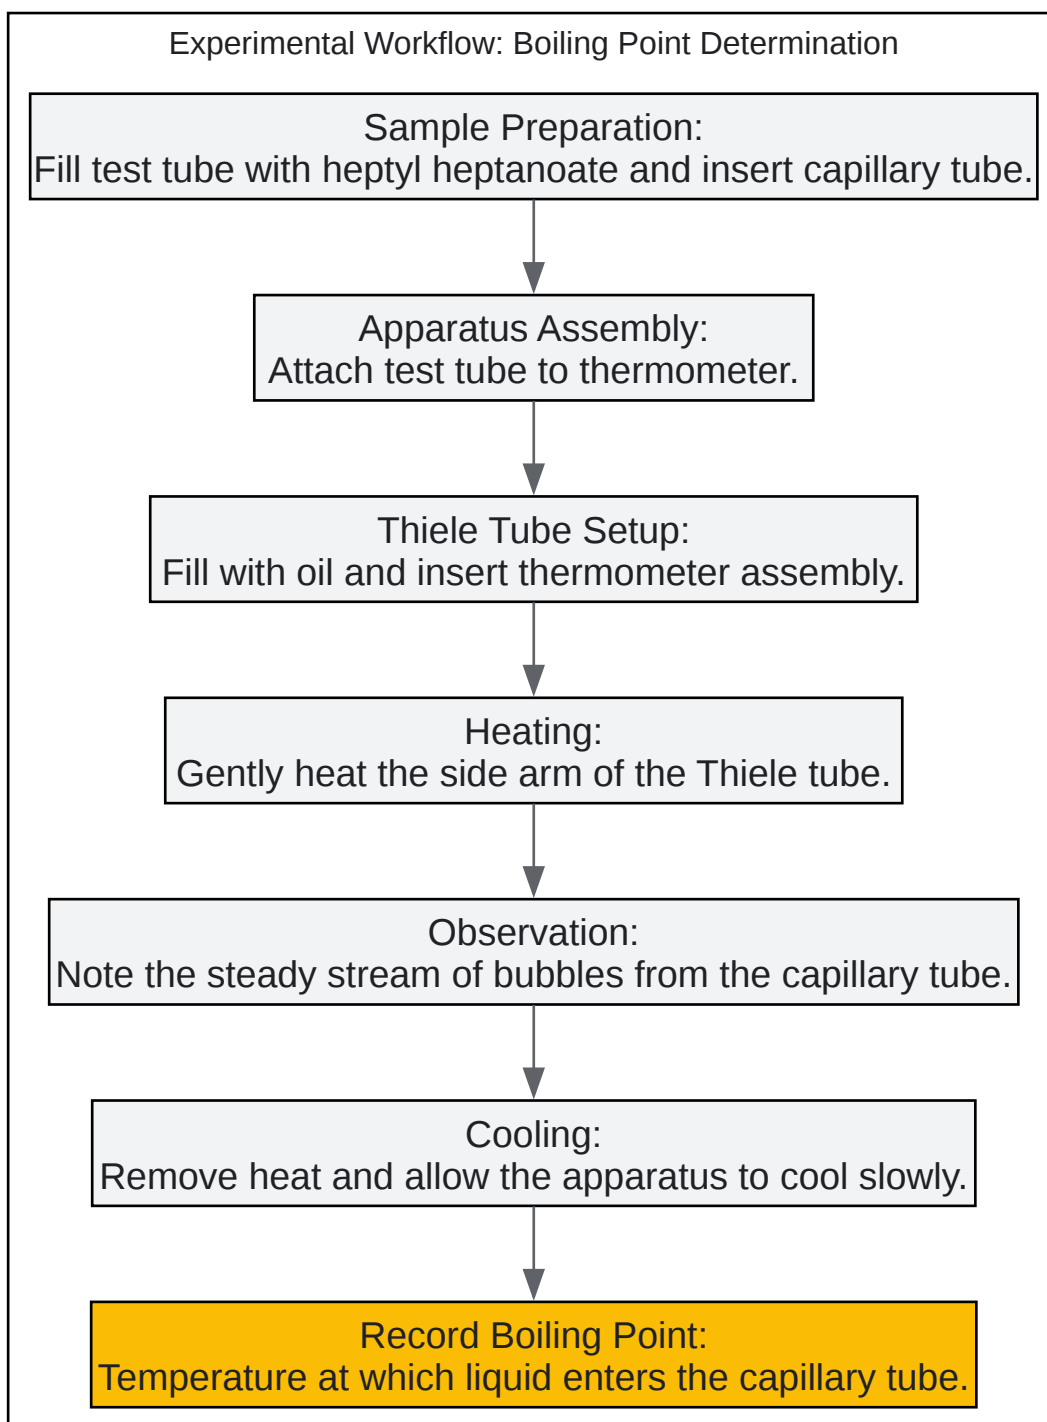 Experimental Workflow: Boiling Point Determination
Sample Preparation:
Fill test tube with heptyl heptanoate and insert capillary tube.
Apparatus Assembly:
Attach test tube to thermometer.
Thiele Tube Setup:
Fill with oil and insert thermometer assembly.
Heating:
Gently heat the side arm of the Thiele tube.
Observation:
Note the steady stream of bubbles from the capillary tube.
Cooling:
Remove heat and allow the apparatus to cool slowly.
Record Boiling Point:
Temperature at which liquid enters the capillary tube.